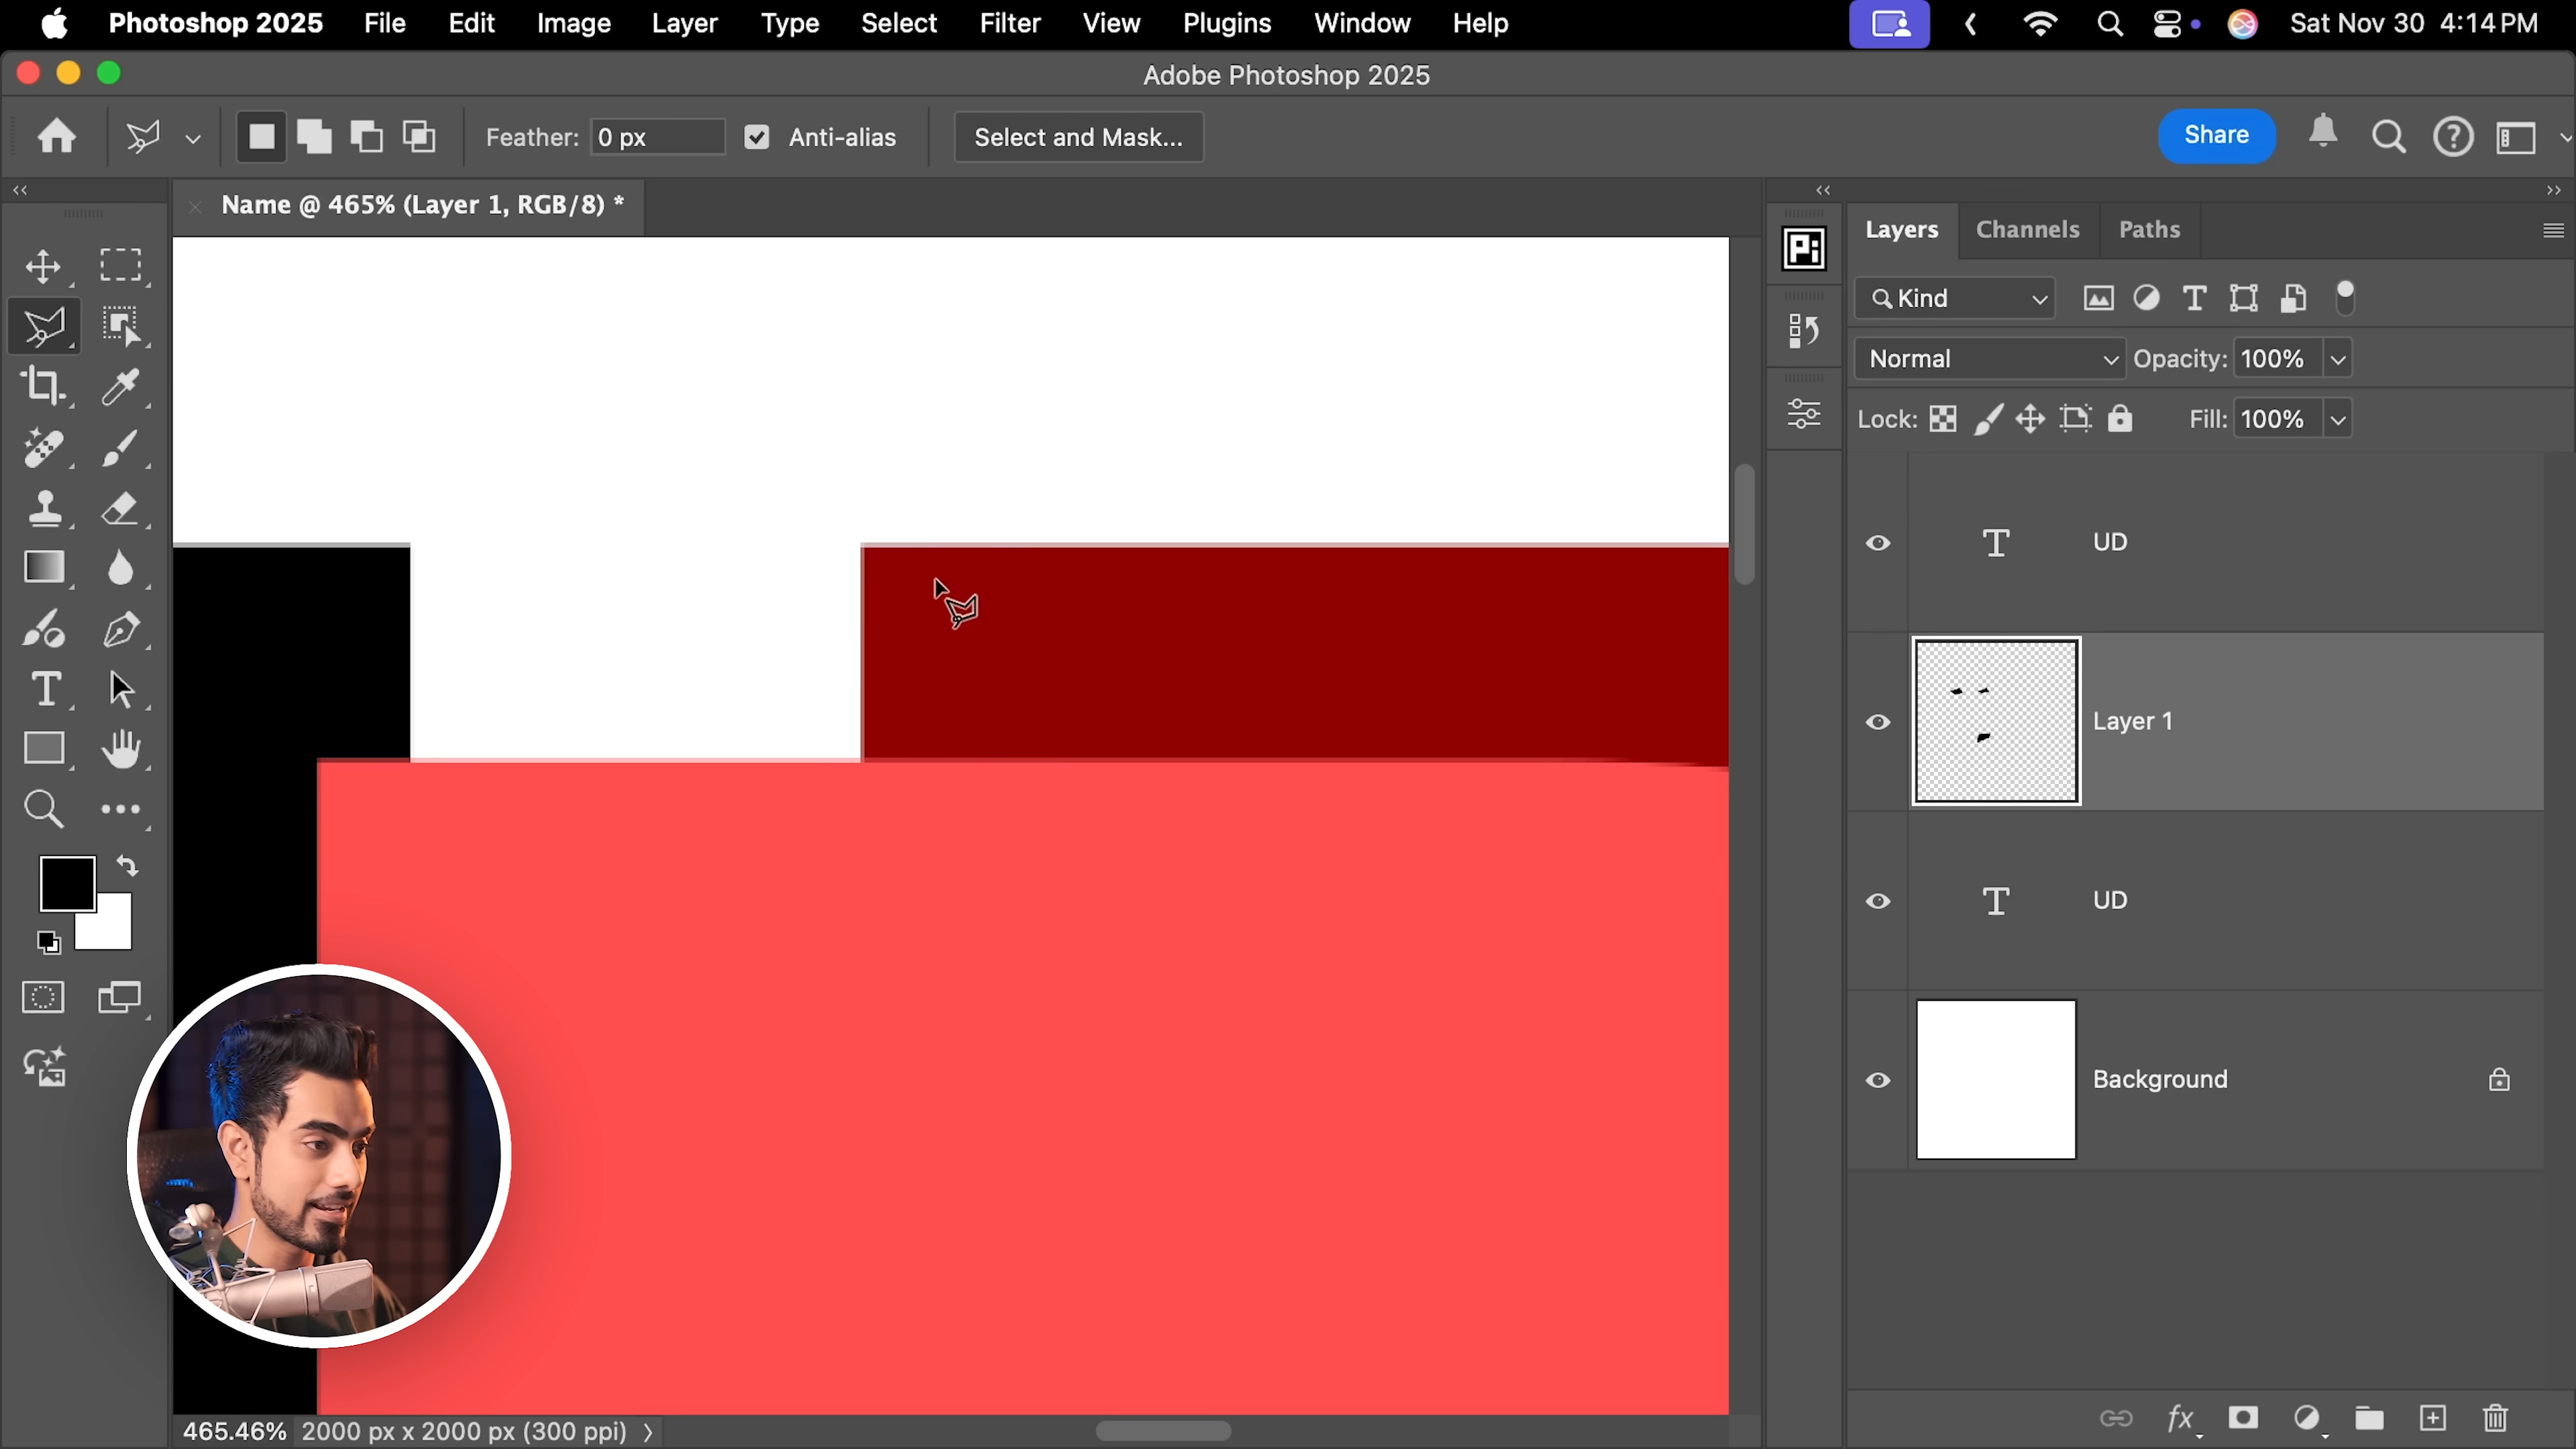 Photoshop 2025 File Edit Image Layer Type Select Filter View Plugins Window Help Sat Nov 30 4:14 PM
Adobe Photoshop 2025
Feather: 0 px Anti-alias Select and Mask... Share
Name @ 465% (Layer 1, RGB/8) *
Layers Channels Paths
Pi
Kind
Normal Opacity: 100%
Lock: Fill: 100%
UD
Layer 1
UD
Background
465.46% 2000 px x 2000 px (300 ppi)
fx